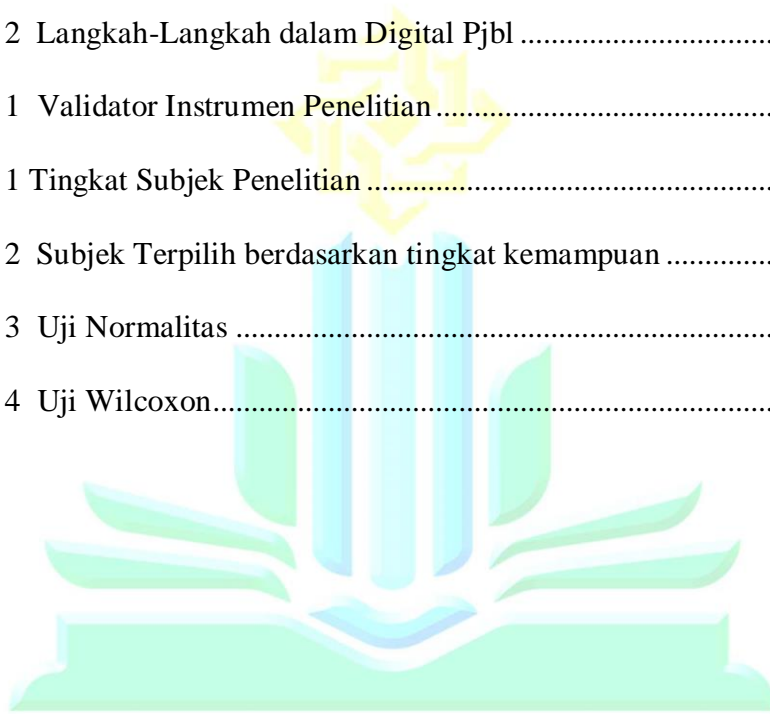 2 Langkah-Langkah dalam Digital Pjbl ..................................
1 Validator Instrumen Penelitian ............................................
1 Tingkat Subjek Penelitian .....................................................
2 Subjek Terpilih berdasarkan tingkat kemampuan ..............
3 Uji Normalitas .......................................................................
4 Uji Wilcoxon..........................................................................